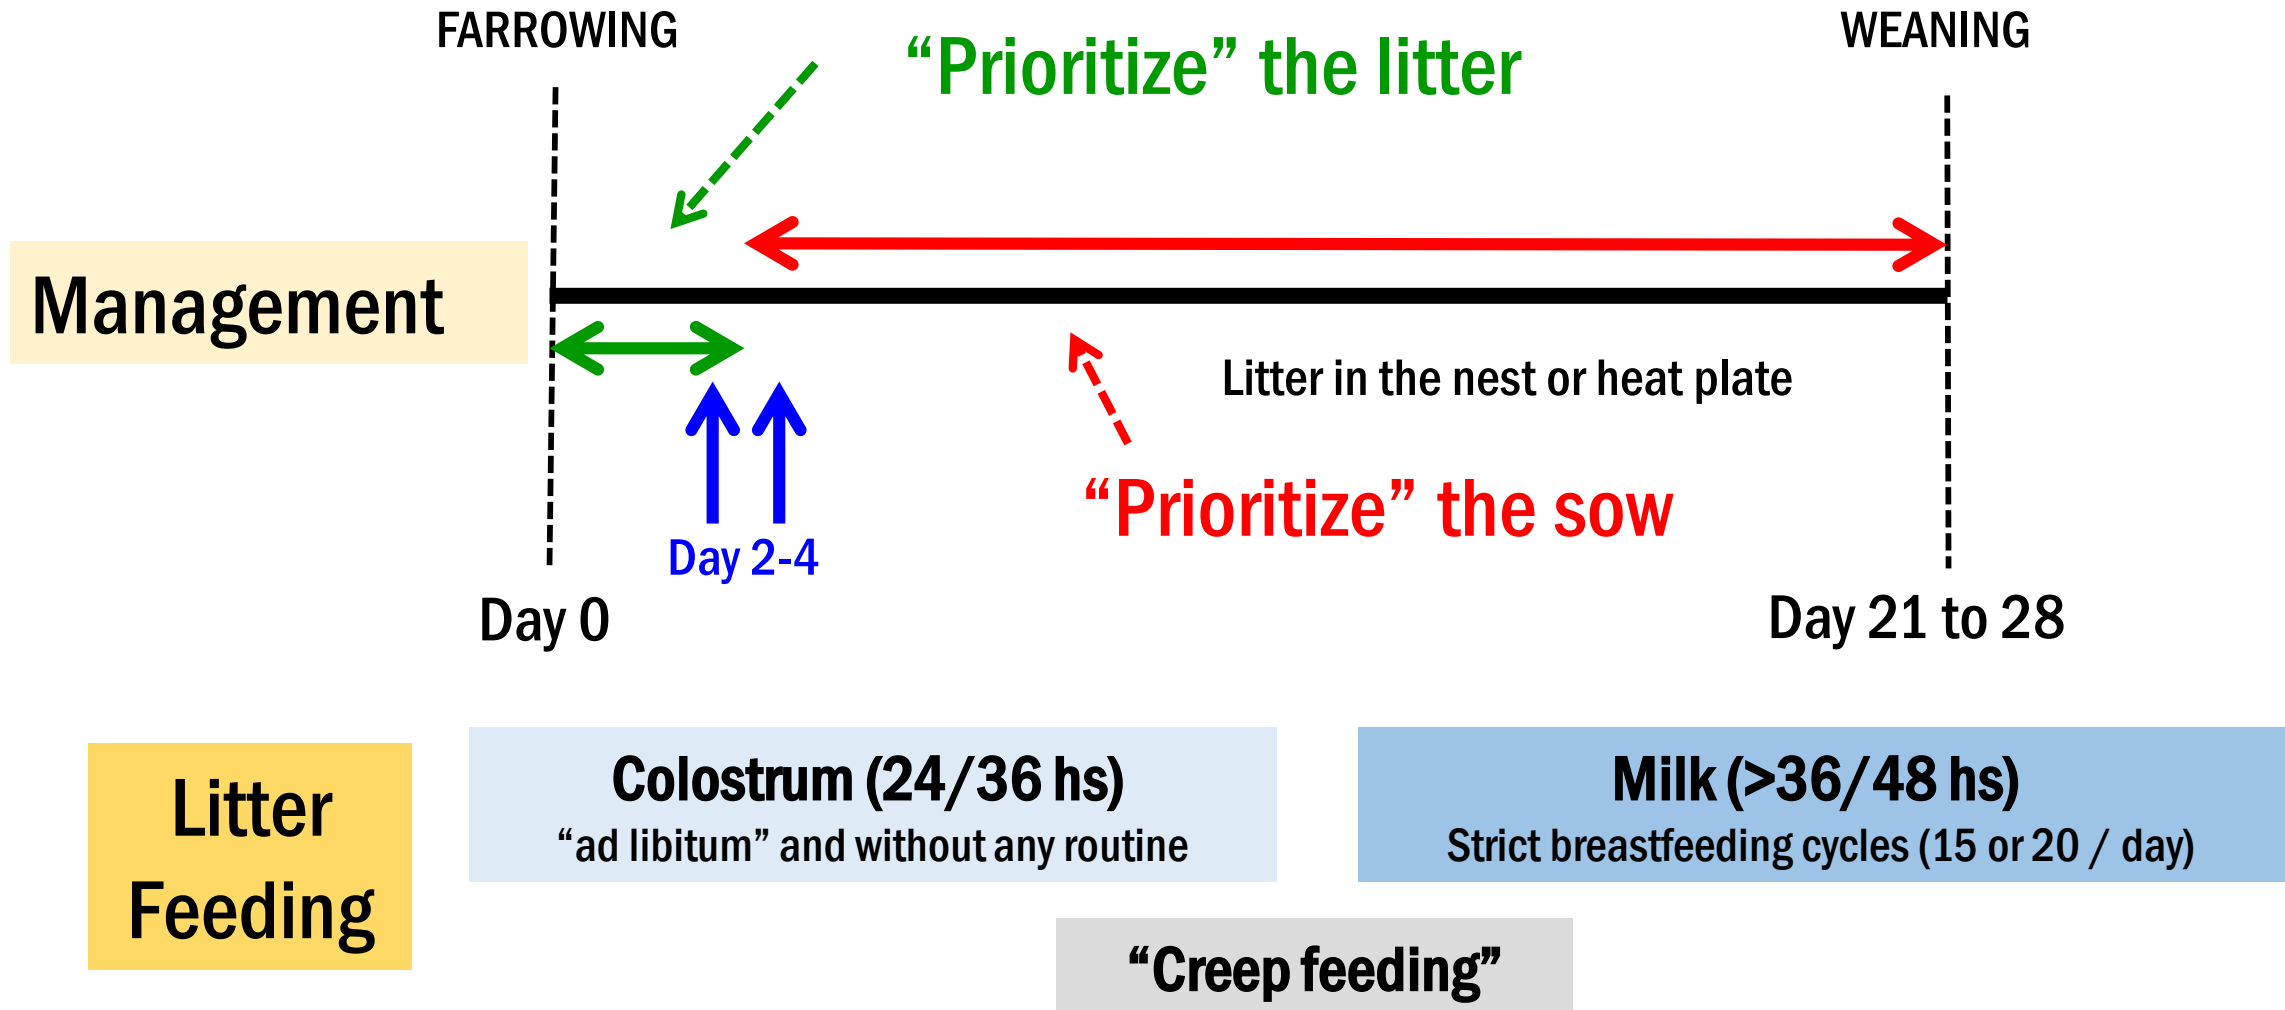 FARROWING
WEANING
“Prioritize” the litter
Management
Litter in the nest or heat plate
“Prioritize” the sow
Day 2-4
Day 0
Day 21 to 28
Litter
Feeding
Colostrum (24/36 hs)
“ad libitum” and without any routine
Milk (>36/48 hs)
Strict breastfeeding cycles (15 or 20 / day)
“Creep feeding”